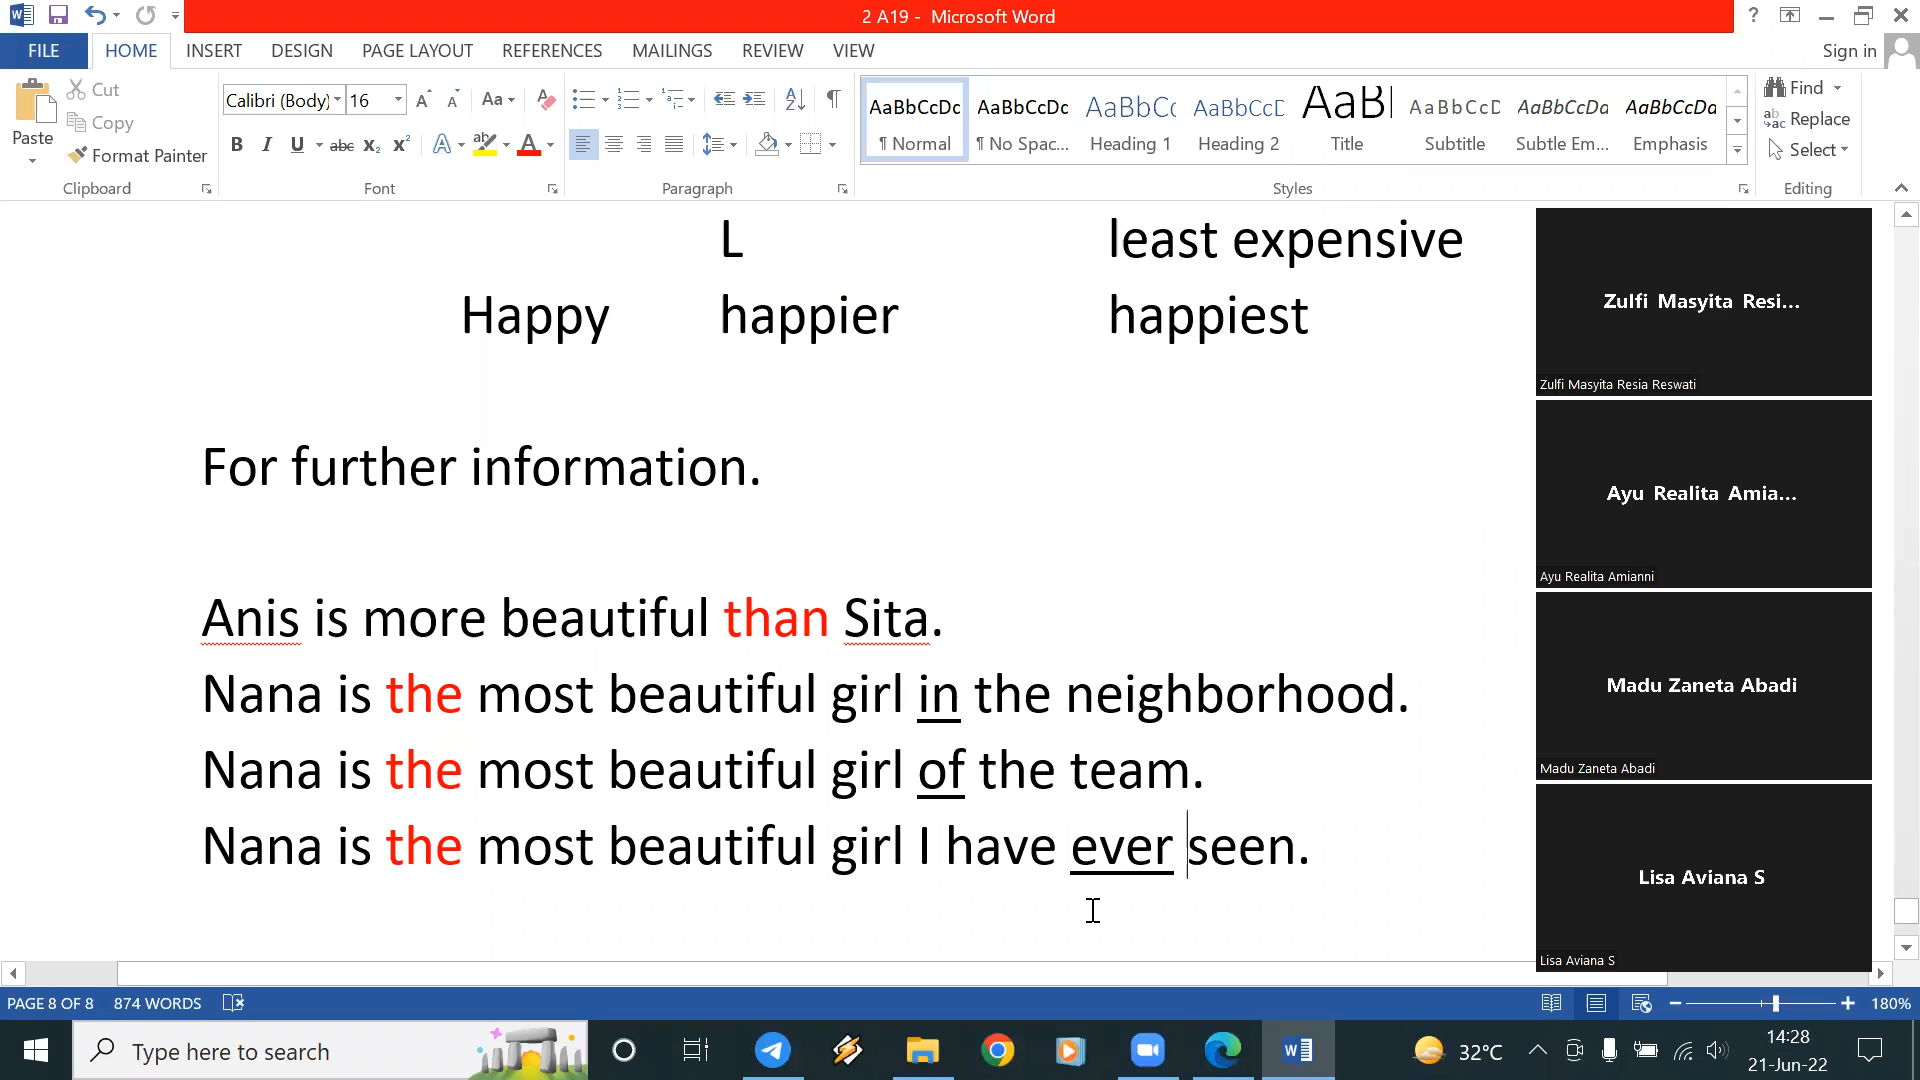 2 A19 - Microsoft Word
?
FILE HOME INSERT DESIGN PAGE LAYOUT REFERENCES MAILINGS REVIEW VIEW Sign in
Paste
Cut
Copy
Format Painter
Clipboard
Calibri (Body) 16 Aa
B I U abc X₂ X² A ab A
Font
Paragraph
AaBbCcDc AaBbCcDc AaBbCc AaBbCcD AaBl AaBbCcD AaBbCcDa AaBbCcDa
¶ Normal ¶ No Spac... Heading 1 Heading 2 Title Subtitle Subtle Em... Emphasis
Styles
Find
Replace
Select
Editing
L least expensive
Happy happier happiest
For further information.
Anis is more beautiful than Sita.
Nana is the most beautiful girl in the neighborhood.
Nana is the most beautiful girl of the team.
Nana is the most beautiful girl I have ever seen.
Zulfi Masyita Resi...
Zulfi Masyita Resia Reswati
Ayu Realita Amia...
Ayu Realita Amianni
Madu Zaneta Abadi
Madu Zaneta Abadi
Lisa Aviana S
Lisa Aviana S
PAGE 8 OF 8 874 WORDS 180%
Type here to search
32°C
14:28
21-Jun-22